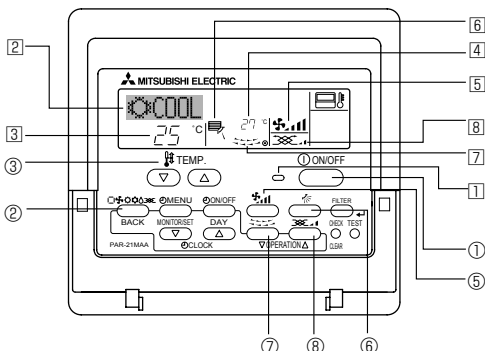 6
2
4
5
MITSUBISHI ELECTRIC
COOL
27 °C
3
25 °C
8
7
③ TEMP.
ON/OFF
1
②
MENU
ON/OFF
FILTER
BACK
MONITOR/SET
DAY
CHECK TEST
PAR-21MAA
CLOCK
▽OPERATION△
CLEAR
①
⑤
⑦
⑧
⑥